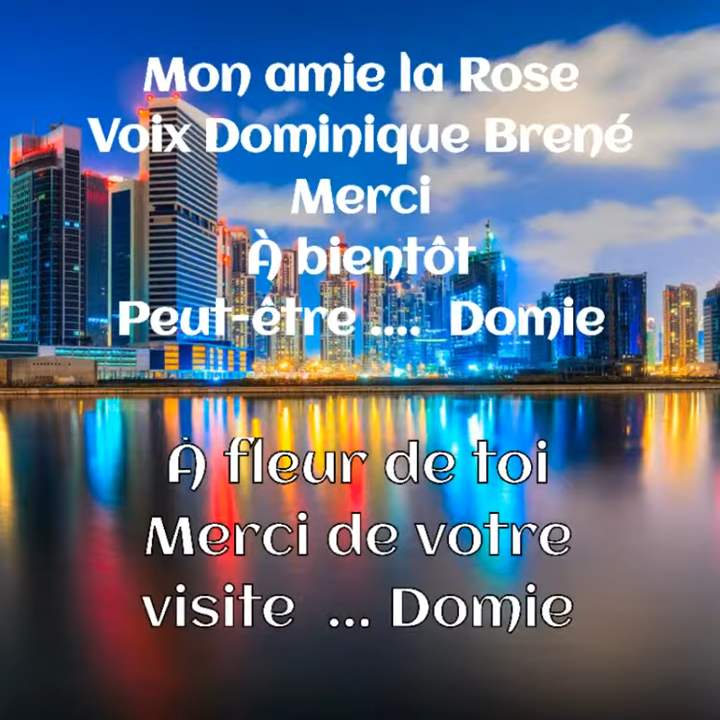 Mon amie la Rose
Voix Dominique Brené
Merci
À bientôt
Peut-être .... Domie
À fleur de toi
Merci de votre
visite ... Domie